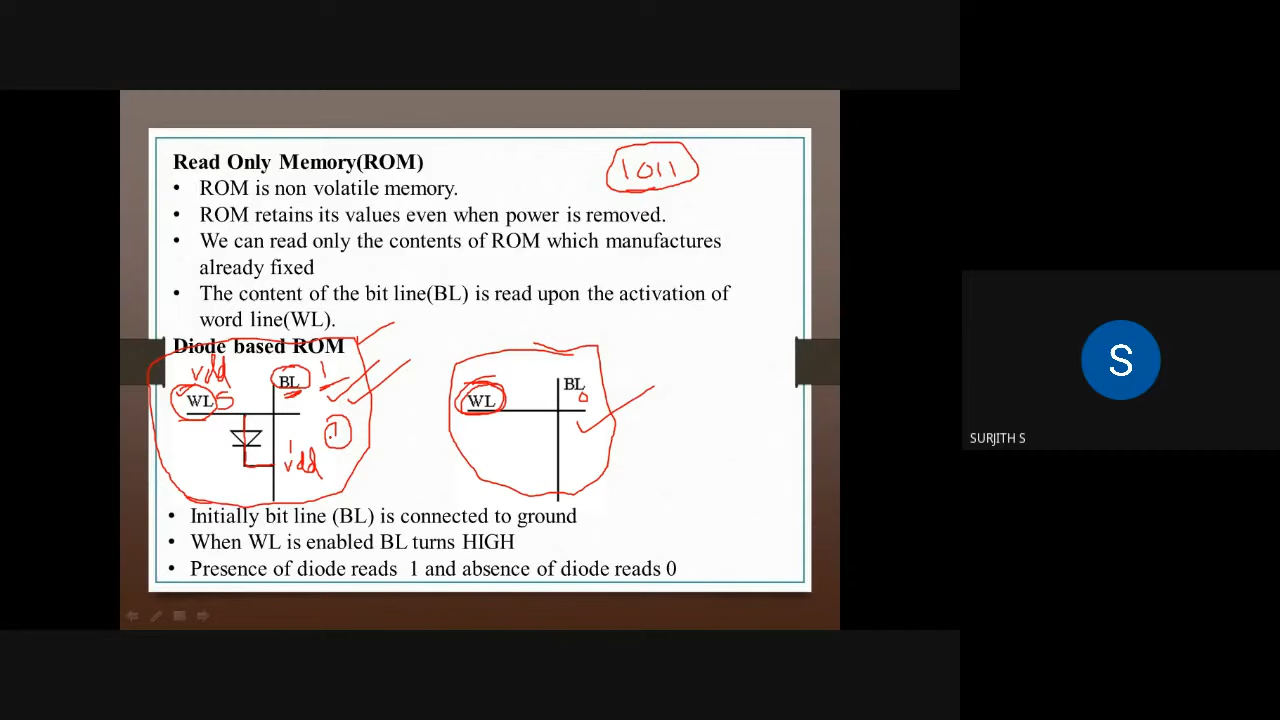 Read Only Memory(ROM)
1011
• ROM is non volatile memory.
• ROM retains its values even when power is removed.
• We can read only the contents of ROM which manufactures
already fixed
• The content of the bit line(BL) is read upon the activation of
word line(WL).
Diode based ROM
vdd
BL 1
WL 5
1
1
vdd
BL
0
WL
• Initially bit line (BL) is connected to ground
• When WL is enabled BL turns HIGH
• Presence of diode reads 1 and absence of diode reads 0
S
SURJITH S